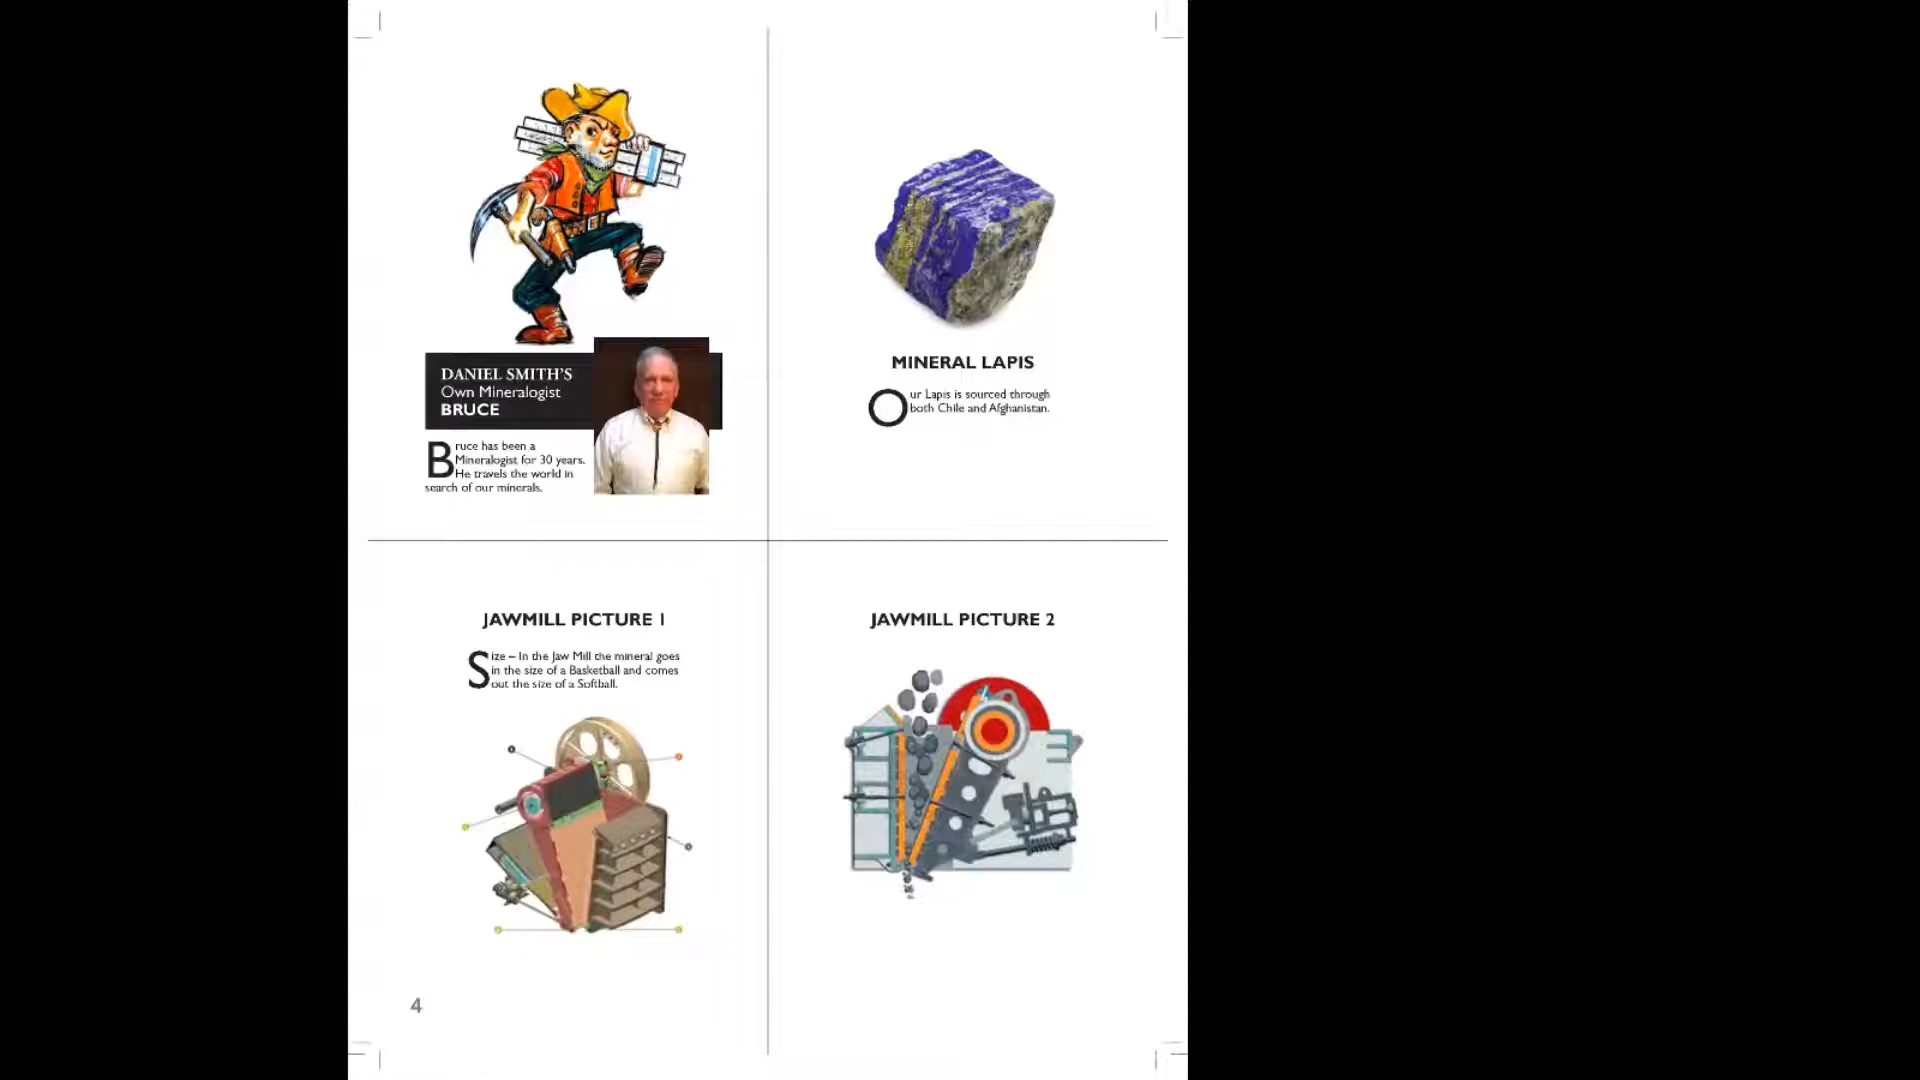 DANIEL SMITH'S
Own Mineralogist
BRUCE
Bruce has been a
Mineralogist for 30 years.
He travels the world in
search of our minerals.
MINERAL LAPIS
Our Lapis is sourced through
both Chile and Afghanistan.
JAWMILL PICTURE 1
Size – In the Jaw Mill the mineral goes
in the size of a Basketball and comes
out the size of a Softball.
JAWMILL PICTURE 2
4